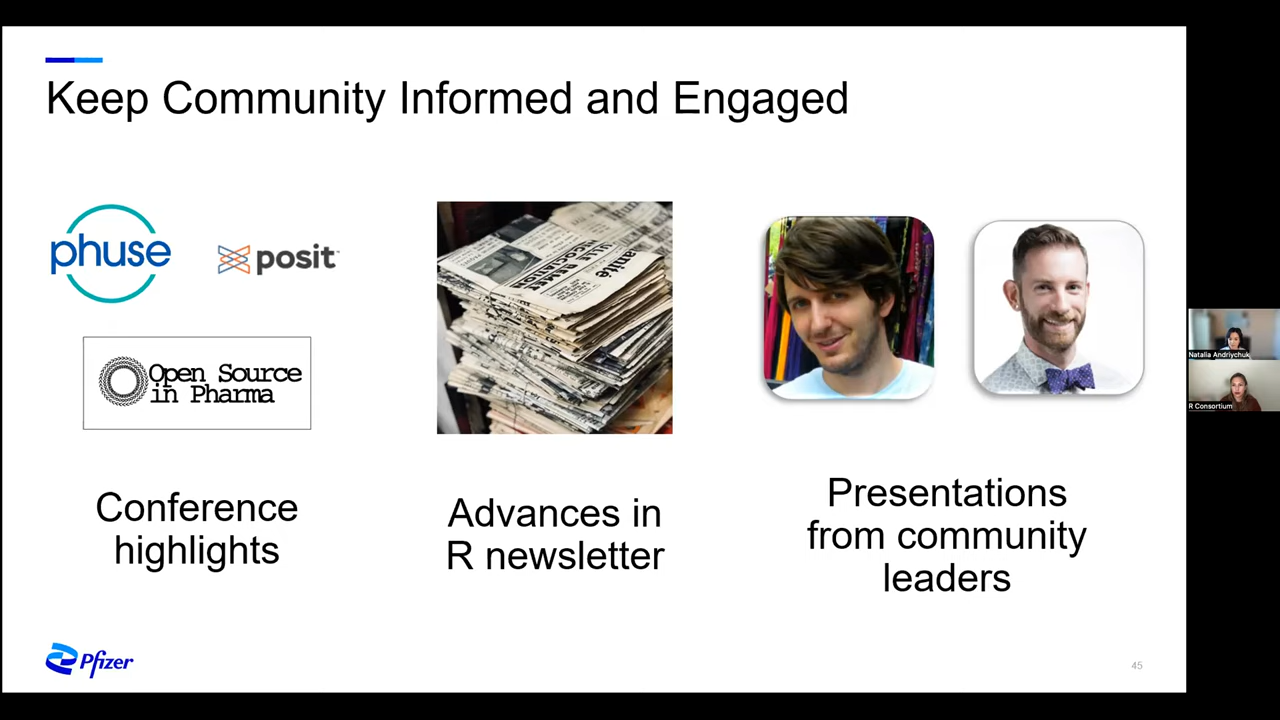 Keep Community Informed and Engaged
phuse
posit™
Open Source
in Pharma
Conference
highlights
Advances in
R newsletter
Presentations
from community
leaders
Natalia Andriychuk
R Consortium
Pfizer
45